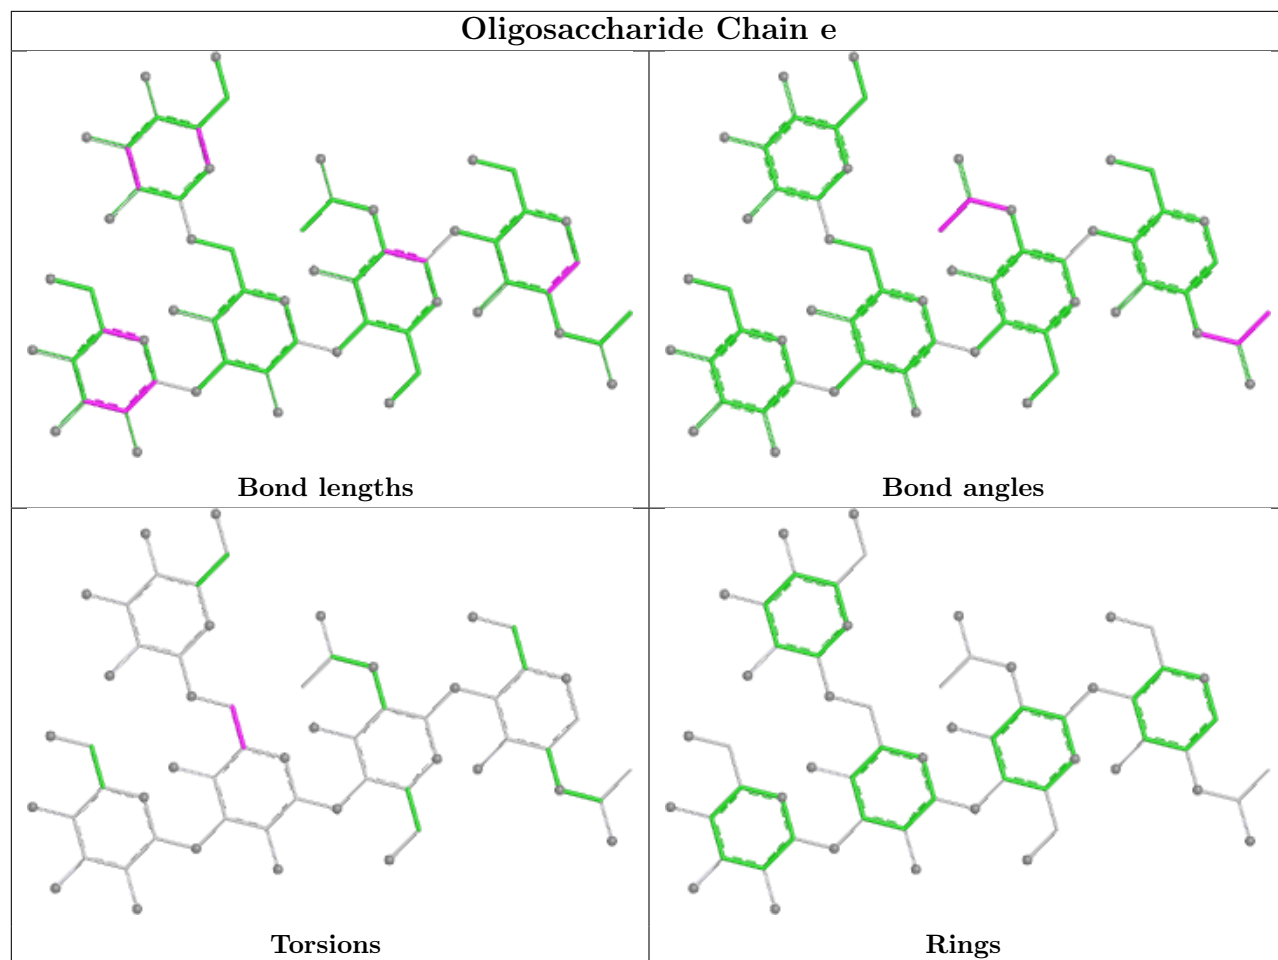 Oligosaccharide Chain e
Bond lengths
Bond angles
Torsions
Rings